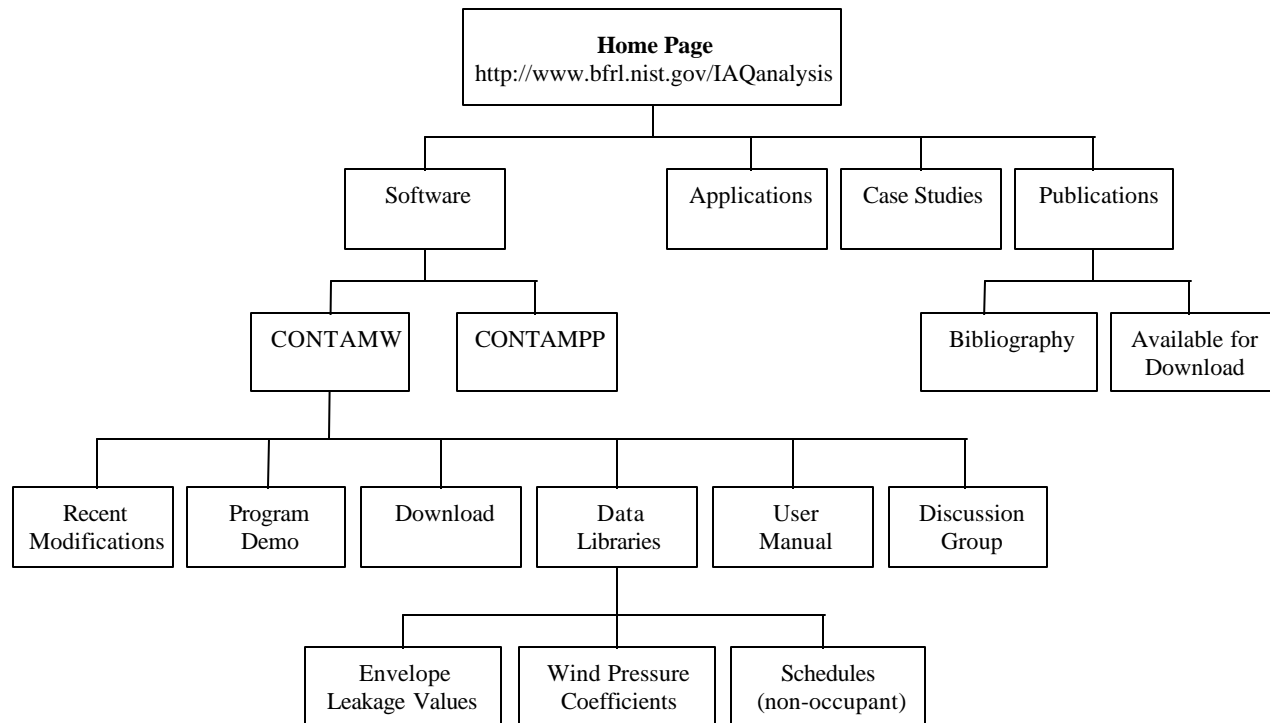 Home Page
http://www.bfrl.nist.gov/IAQanalysis
Software
Applications
Case Studies
Publications
CONTAMW
CONTAMPP
Bibliography
Available for
Download
Recent
Modifications
Program
Demo
Download
Data
Libraries
User
Manual
Discussion
Group
Envelope
Leakage Values
Wind Pressure
Coefficients
Schedules
(non-occupant)